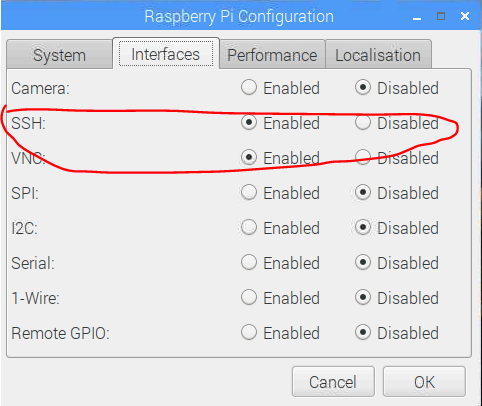 Raspberry Pi Configuration
System Interfaces Performance Localisation
Camera: Enabled Disabled
SSH: Enabled Disabled
VNC: Enabled Disabled
SPI: Enabled Disabled
I2C: Enabled Disabled
Serial: Enabled Disabled
1-Wire: Enabled Disabled
Remote GPIO: Enabled Disabled
Cancel OK